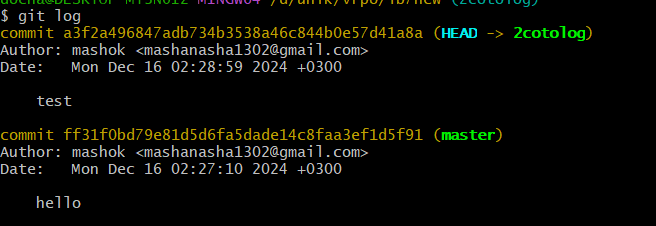 $ git log
commit a3f2a496847adb734b3538a46c844b0e57d41a8a (HEAD -> 2cotolog)
Author: mashok <mashanasha1302@gmail.com>
Date:   Mon Dec 16 02:28:59 2024 +0300
test
commit ff31f0bd79e81d5d6fa5dade14c8faa3ef1d5f91 (master)
Author: mashok <mashanasha1302@gmail.com>
Date:   Mon Dec 16 02:27:10 2024 +0300
hello